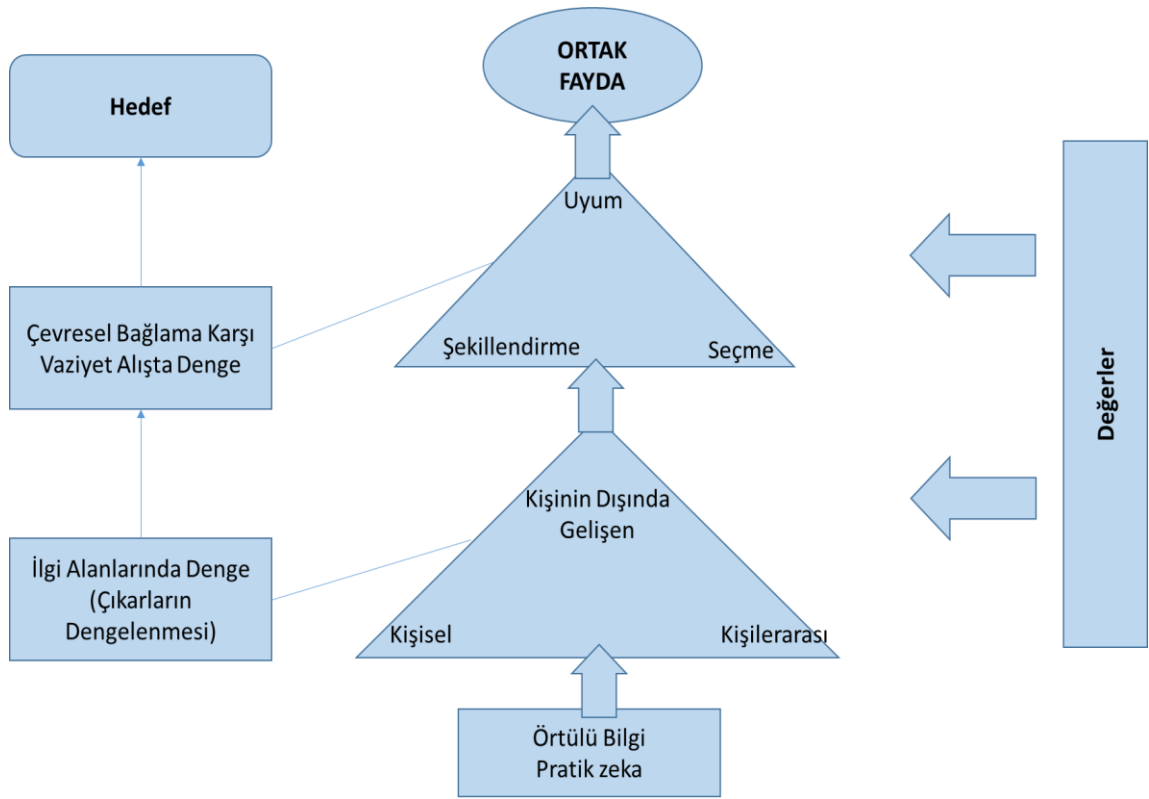 ORTAK
FAYDA
Hedef
Uyum
Şekillendirme
Seçme
Çevresel Bağlama Karşı
Vaziyet Alışta Denge
Değerler
Kişinin Dışında
Gelişen
İlgi Alanlarında Denge
(Çıkarların
Dengelenmesi)
Kişisel
Kişilerarası
Örtülü Bilgi
Pratik zeka